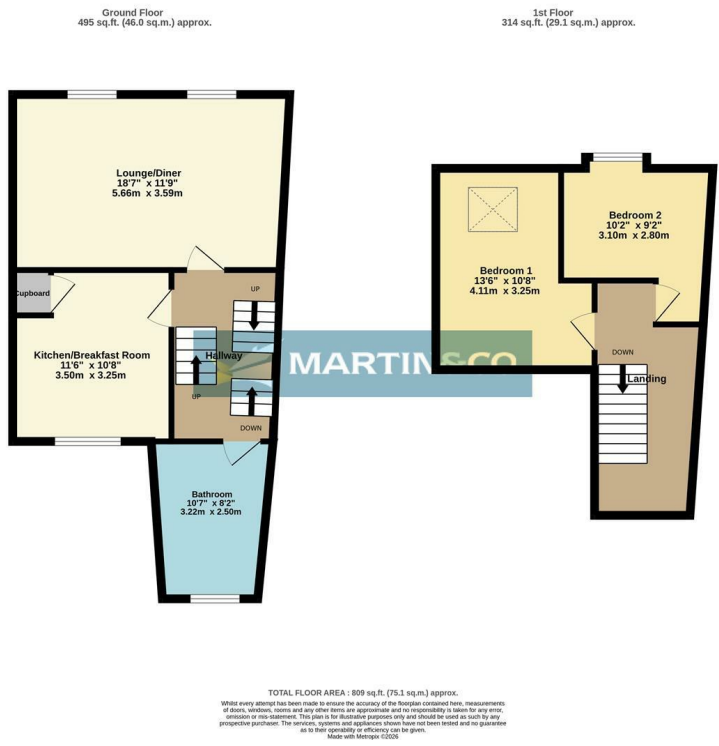 Ground Floor
495 sq.ft. (46.0 sq.m.) approx.
1st Floor
314 sq.ft. (29.1 sq.m.) approx.
Lounge/Diner
18'7" x 11'9"
5.66m x 3.59m
Cupboard
Kitchen/Breakfast Room
11'6" x 10'8"
3.50m x 3.25m
UP
Hallway
UP
DOWN
Bathroom
10'7" x 8'2"
3.22m x 2.50m
Bedroom 1
13'6" x 10'8"
4.11m x 3.25m
Bedroom 2
10'2" x 9'2"
3.10m x 2.80m
DOWN
Landing
MARTIN&CO
TOTAL FLOOR AREA : 809 sq.ft. (75.1 sq.m.) approx.
Whilst every attempt has been made to ensure the accuracy of the floorplan contained here, measurements
of doors, windows, rooms and any other items are approximate and no responsibility is taken for any error,
omission or mis-statement. This plan is for illustrative purposes only and should be used as such by any
prospective purchaser. The services, systems and appliances shown have not been tested and no guarantee
as to their operability or efficiency can be given.
Made with Metropix ©2026